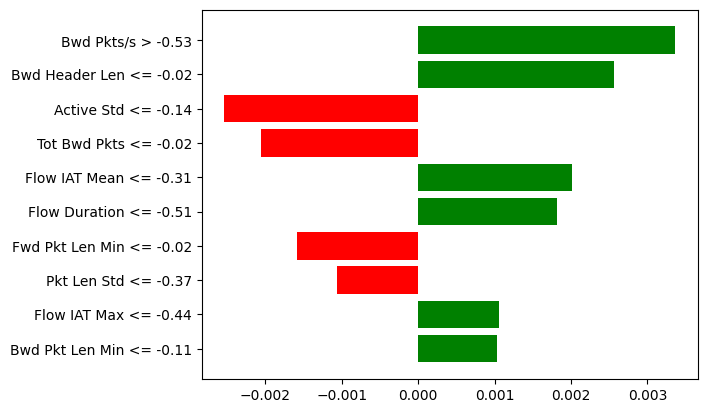 Bwd Pkts/s > -0.53
Bwd Header Len <= -0.02
Active Std <= -0.14
Tot Bwd Pkts <= -0.02
Flow IAT Mean <= -0.31
Flow Duration <= -0.51
Fwd Pkt Len Min <= -0.02
Pkt Len Std <= -0.37
Flow IAT Max <= -0.44
Bwd Pkt Len Min <= -0.11
−0.002 −0.001 0.000 0.001 0.002 0.003